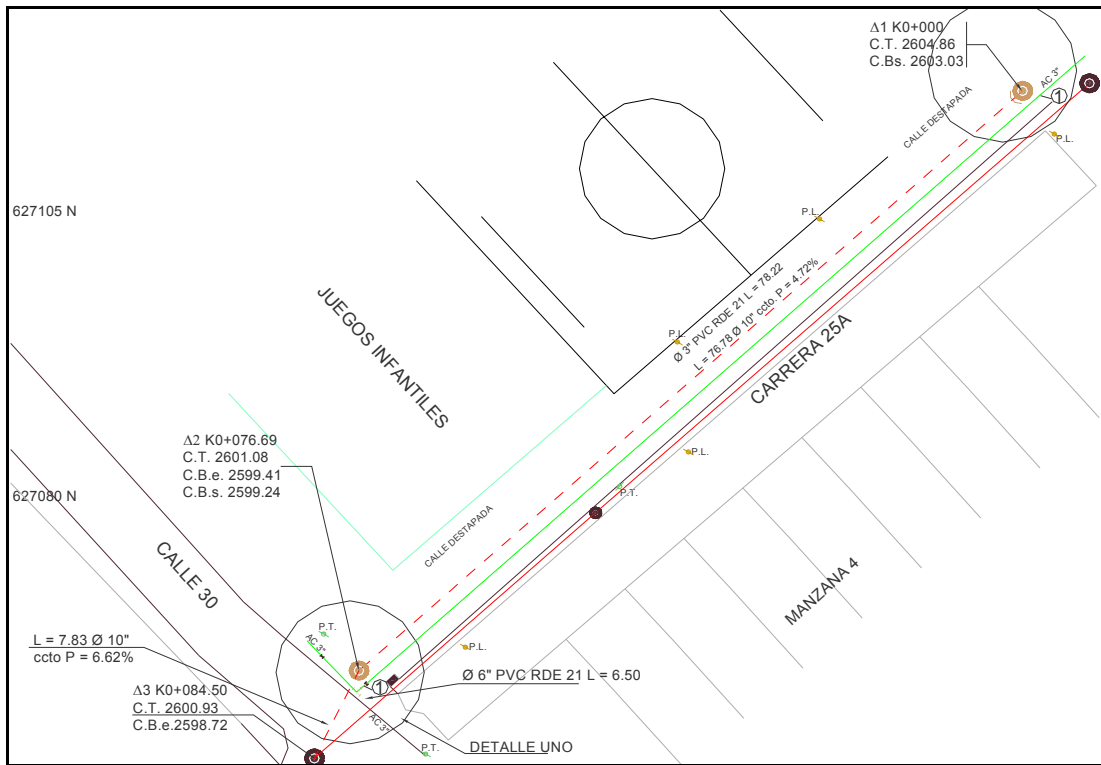 Δ1 K0+000
C.T. 2604.86
C.Bs. 2603.03
AC 3"
1
P.L.
CALLE DESTAPADA
627105 N
P.L.
JUEGOS INFANTILES
P.L.
Ø 3" PVC RDE 21 L = 78.22
L = 76.78 Ø 10" ccto. P = 4.72%
CARRERA 25A
Δ2 K0+076.69
C.T. 2601.08
C.B.e. 2599.41
C.B.s. 2599.24
P.L.
P.T.
627080 N
CALLE DESTAPADA
CALLE 30
MANZANA 4
P.T.
AC 3"
P.L.
L = 7.83 Ø 10"
ccto P = 6.62%
1
Ø 6" PVC RDE 21 L = 6.50
Δ3 K0+084.50
C.T. 2600.93
C.B.e.2598.72
AC3"
P.T.
DETALLE UNO